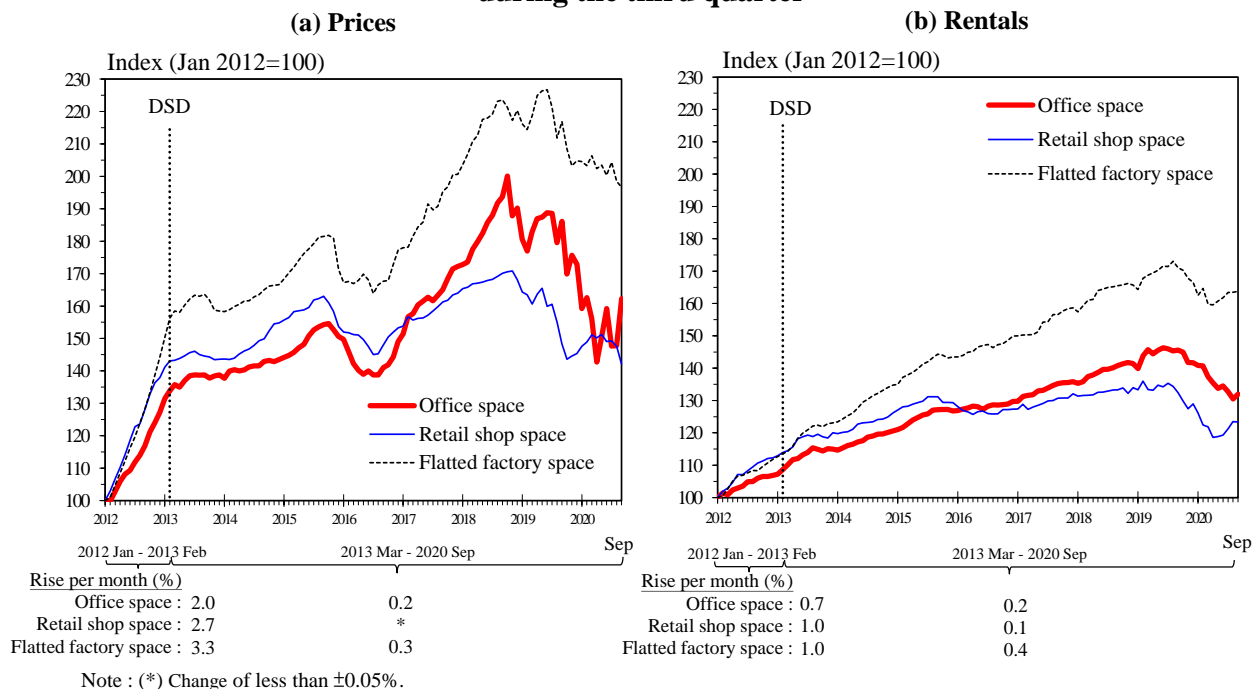 during the third quarter
(a) Prices
Index (Jan 2012=100)
230
220
210
200
190
180
170
160
150
140
130
120
110
100
DSD
Office space
Retail shop space
Flatted factory space
2012 2013 2014 2015 2016 2017 2018 2019 2020
Sep
2012 Jan - 2013 Feb 2013 Mar - 2020 Sep
Rise per month (%)
Office space : 2.0 0.2
Retail shop space : 2.7 *
Flatted factory space : 3.3 0.3
Note : (*) Change of less than ±0.05%.
(b) Rentals
Index (Jan 2012=100)
230
220
210
200
190
180
170
160
150
140
130
120
110
100
DSD
Office space
Retail shop space
Flatted factory space
2012 2013 2014 2015 2016 2017 2018 2019 2020
Sep
2012 Jan - 2013 Feb 2013 Mar - 2020 Sep
Rise per month (%)
Office space : 0.7 0.2
Retail shop space : 1.0 0.1
Flatted factory space : 1.0 0.4